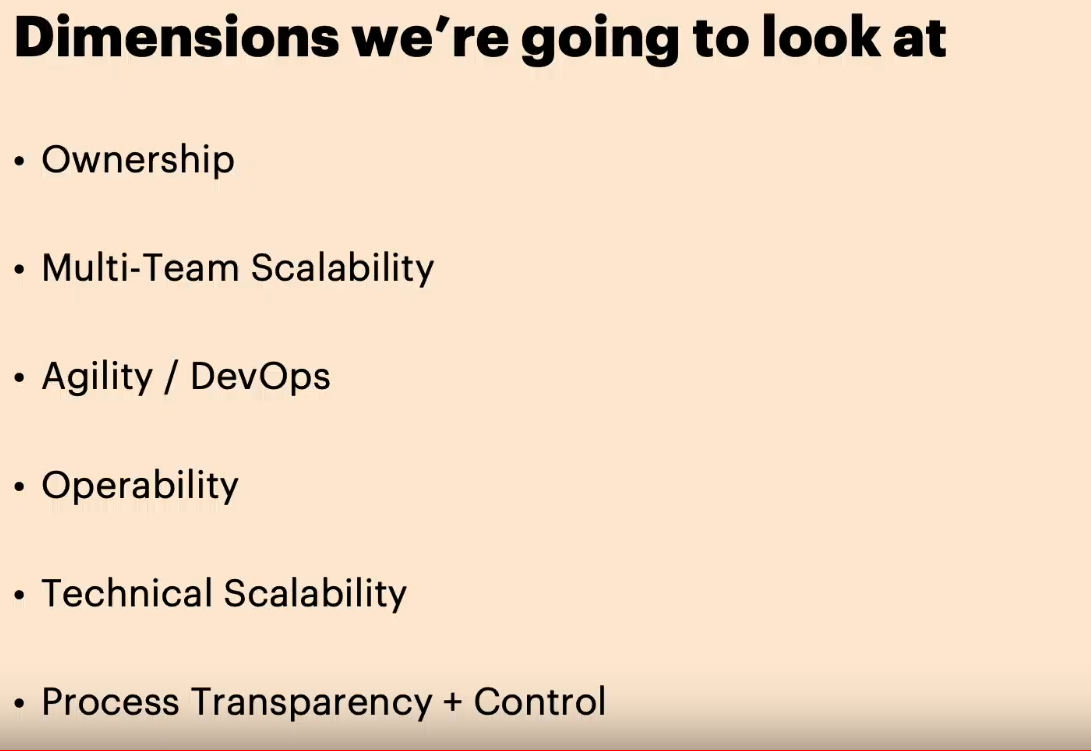 Dimensions we’re going to look at
• Ownership
• Multi-Team Scalability
• Agility / DevOps
• Operability
• Technical Scalability
• Process Transparency + Control